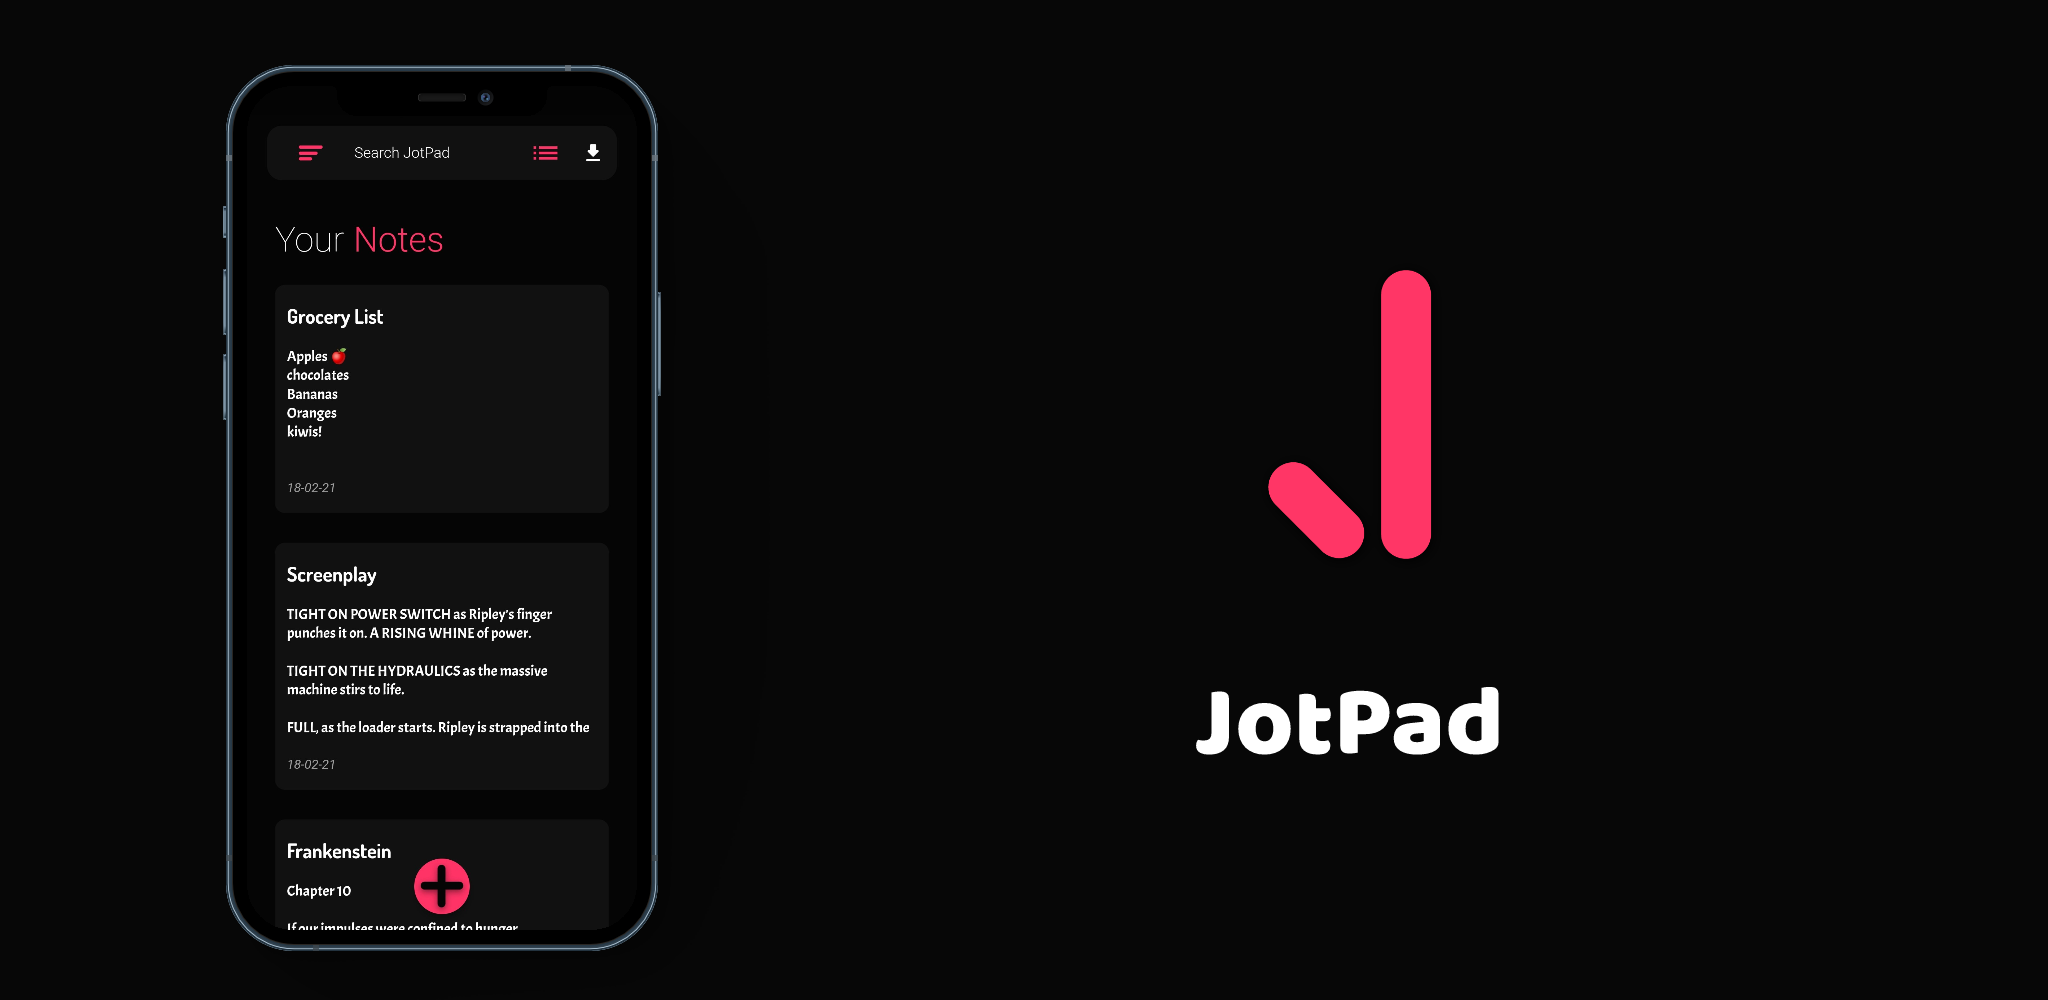 Search JotPad
Your Notes
Grocery List
Apples 🍎
chocolates
Bananas
Oranges
kiwis!
18-02-21
Screenplay
TIGHT ON POWER SWITCH as Ripley's finger
punches it on. A RISING WHINE of power.
TIGHT ON THE HYDRAULICS as the massive
machine stirs to life.
FULL, as the loader starts. Ripley is strapped into the
18-02-21
Frankenstein
Chapter 10
If our impulses were confined to hunger
JotPad